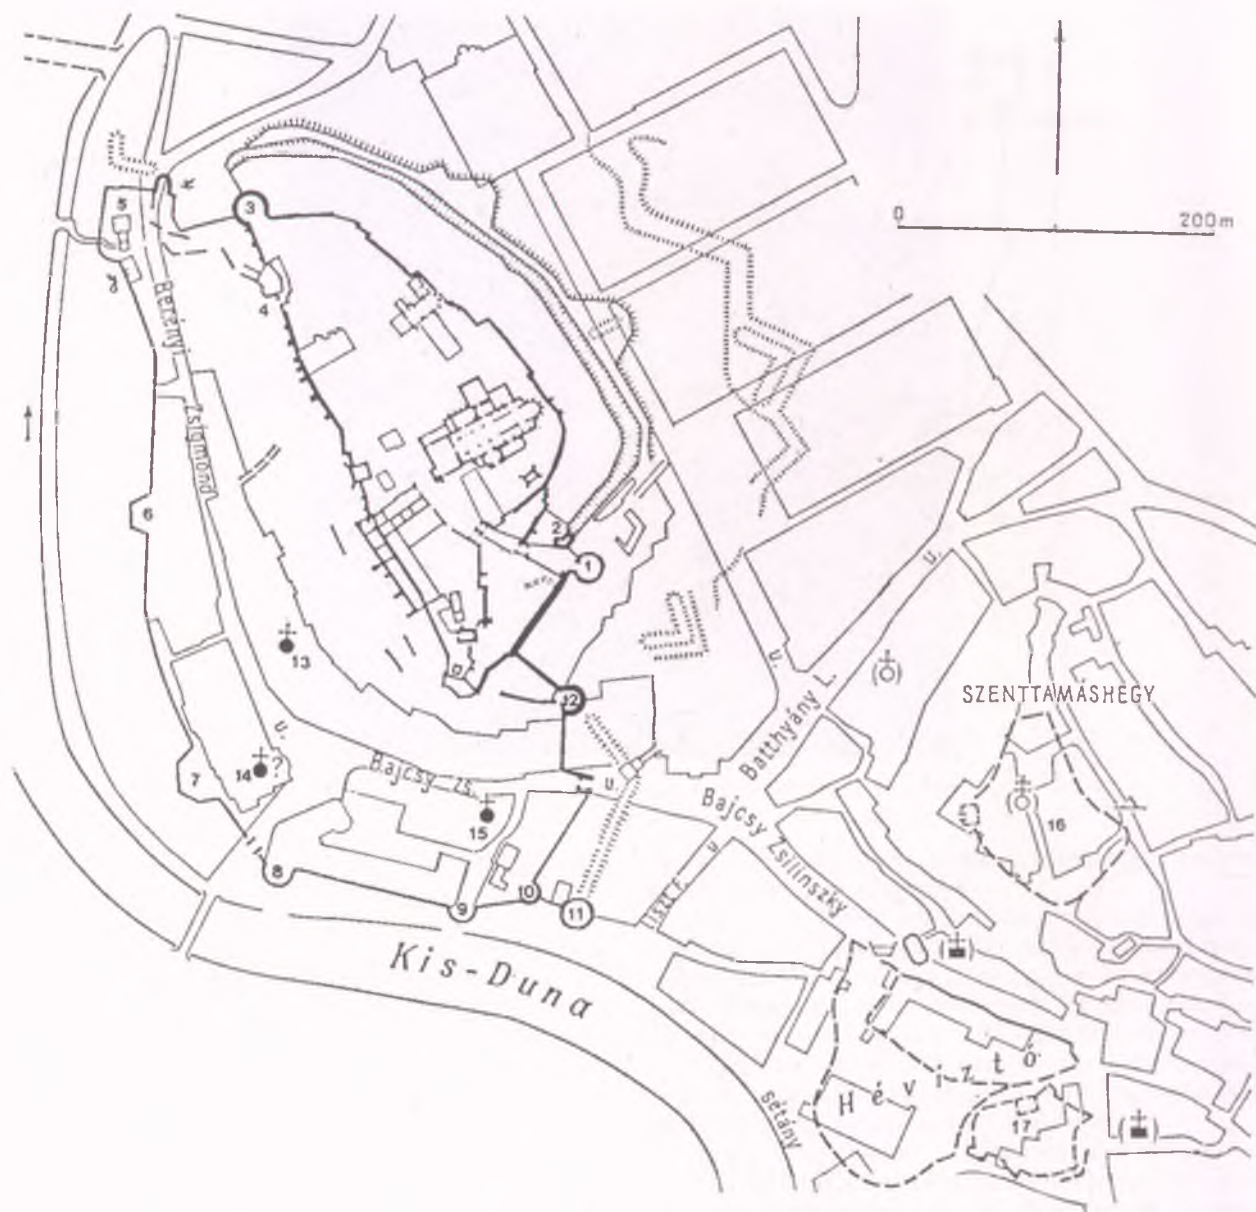 0 200m
K
5
3
Berényi
4
Zsigmond
6
2
1
13
u.
u.
Batthyány L.
SZENTTAMÁSHEGY
12
u.
7
14 ?
Bajcsy Zs. u.
15
Bajcsy Zsilinszky
16
8
9
10
11
u.
Kis-Duna
Hévíztó
17
sétány